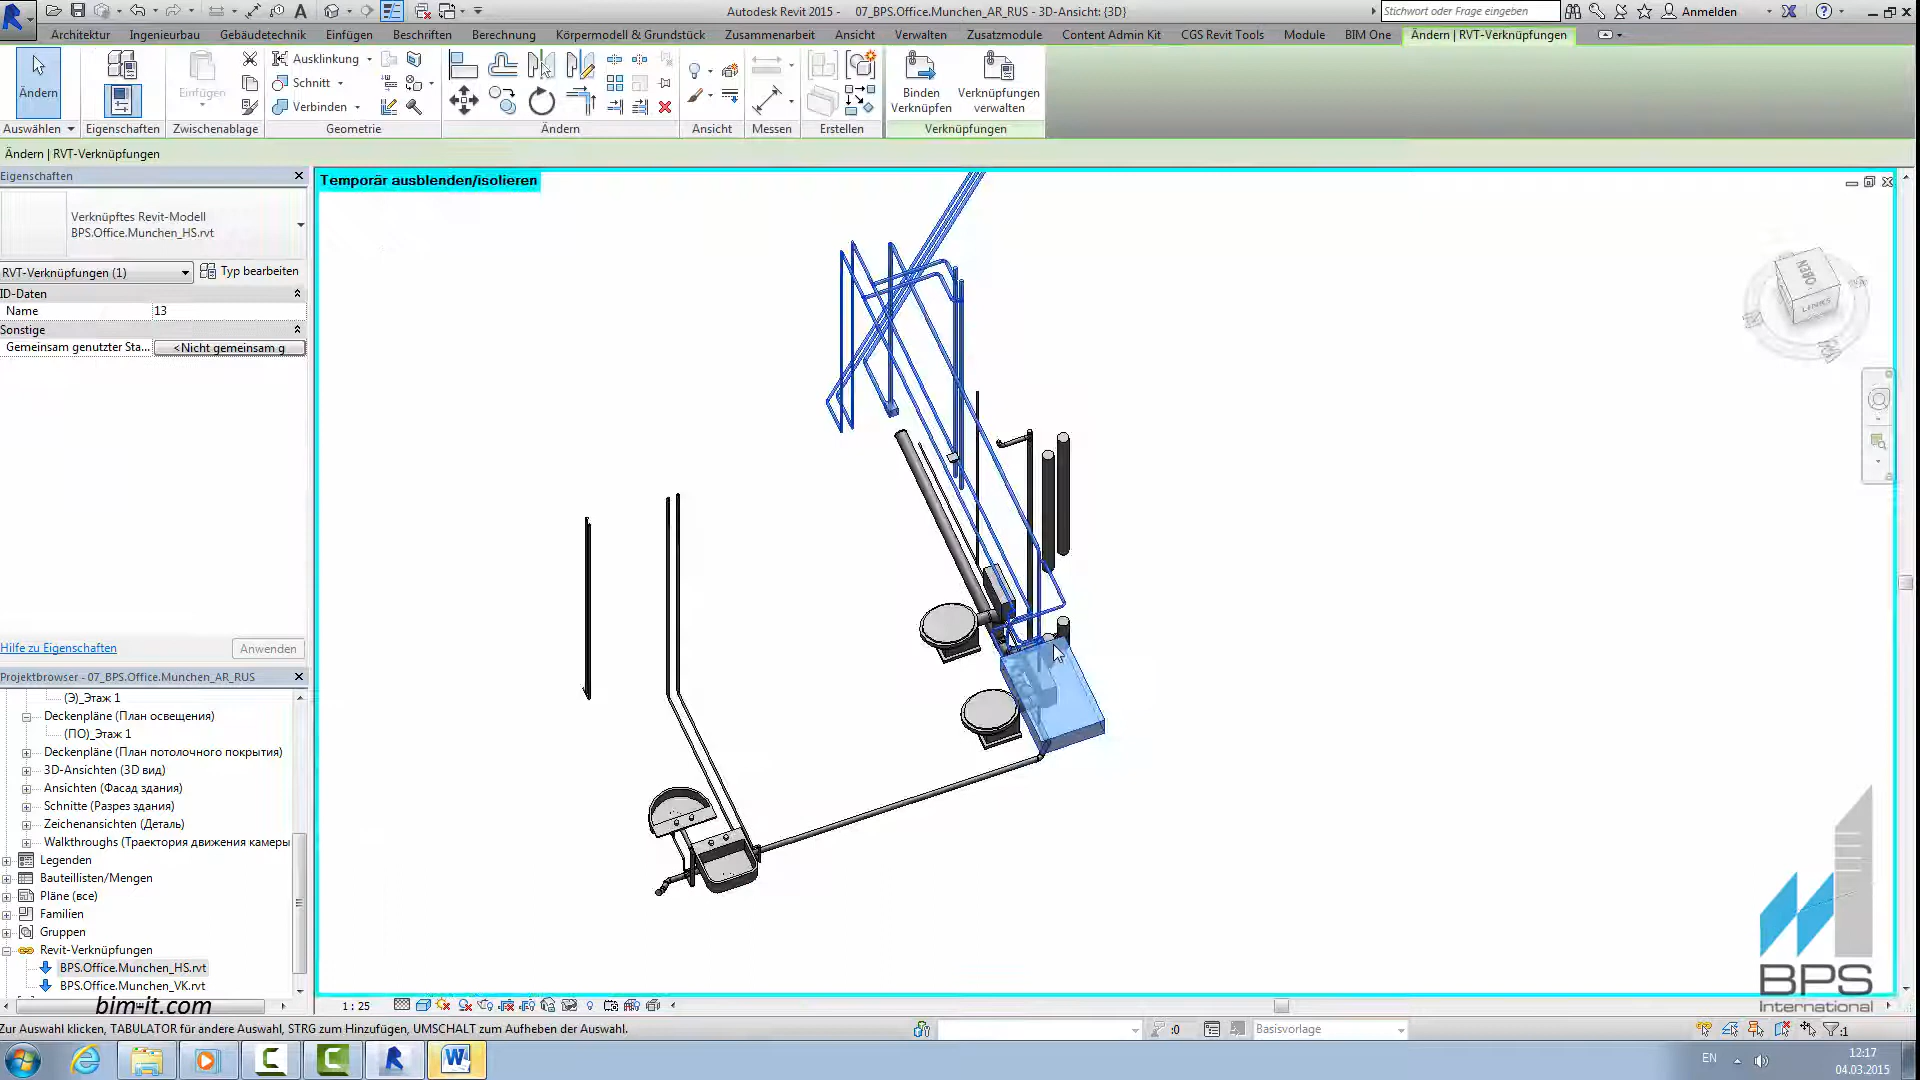 Autodesk Revit 2015 - 07_BPS.Office.Munchen_AR_RUS - 3D-Ansicht: {3D}
Stichwort oder Frage eingeben
Anmelden
Architektur
Ingenieurbau
Gebäudetechnik
Einfügen
Beschriften
Berechnung
Körpermodell & Grundstück
Zusammenarbeit
Ansicht
Verwalten
Zusatzmodule
Content Admin Kit
CGS Revit Tools
Module
BIM One
Ändern | RVT-Verknüpfungen
Ändern
Einfügen
Ausklinkung
Schnitt
Verbinden
Binden
Verknüpfen
Verknüpfungen
verwalten
Auswählen
Eigenschaften
Zwischenablage
Geometrie
Ändern
Ansicht
Messen
Erstellen
Verknüpfungen
Ändern | RVT-Verknüpfungen
Eigenschaften
Verknüpftes Revit-Modell
BPS.Office.Munchen_HS.rvt
RVT-Verknüpfungen (1)
Typ bearbeiten
ID-Daten
Name
13
Sonstige
Gemeinsam genutzter Sta...
<Nicht gemeinsam g
Hilfe zu Eigenschaften
Anwenden
Temporär ausblenden/isolieren
OBEN
LINKS
Projektbrowser - 07_BPS.Office.Munchen_AR_RUS
(Э)_Этаж 1
Deckenpläne (План освещения)
(ПО)_Этаж 1
Deckenpläne (План потолочного покрытия)
3D-Ansichten (3D вид)
Ansichten (Фасад здания)
Schnitte (Разрез здания)
Zeichenansichten (Деталь)
Walkthroughs (Траектория движения камеры
Legenden
Bauteillisten/Mengen
Pläne (все)
Familien
Gruppen
Revit-Verknüpfungen
BPS.Office.Munchen_HS.rvt
BPS.Office.Munchen_VK.rvt
bim-it.com
1 : 25
BPS
International
Zur Auswahl klicken, TABULATOR für andere Auswahl, STRG zum Hinzufügen, UMSCHALT zum Aufheben der Auswahl.
:0
Basisvorlage
:1
EN
12:17
04.03.2015